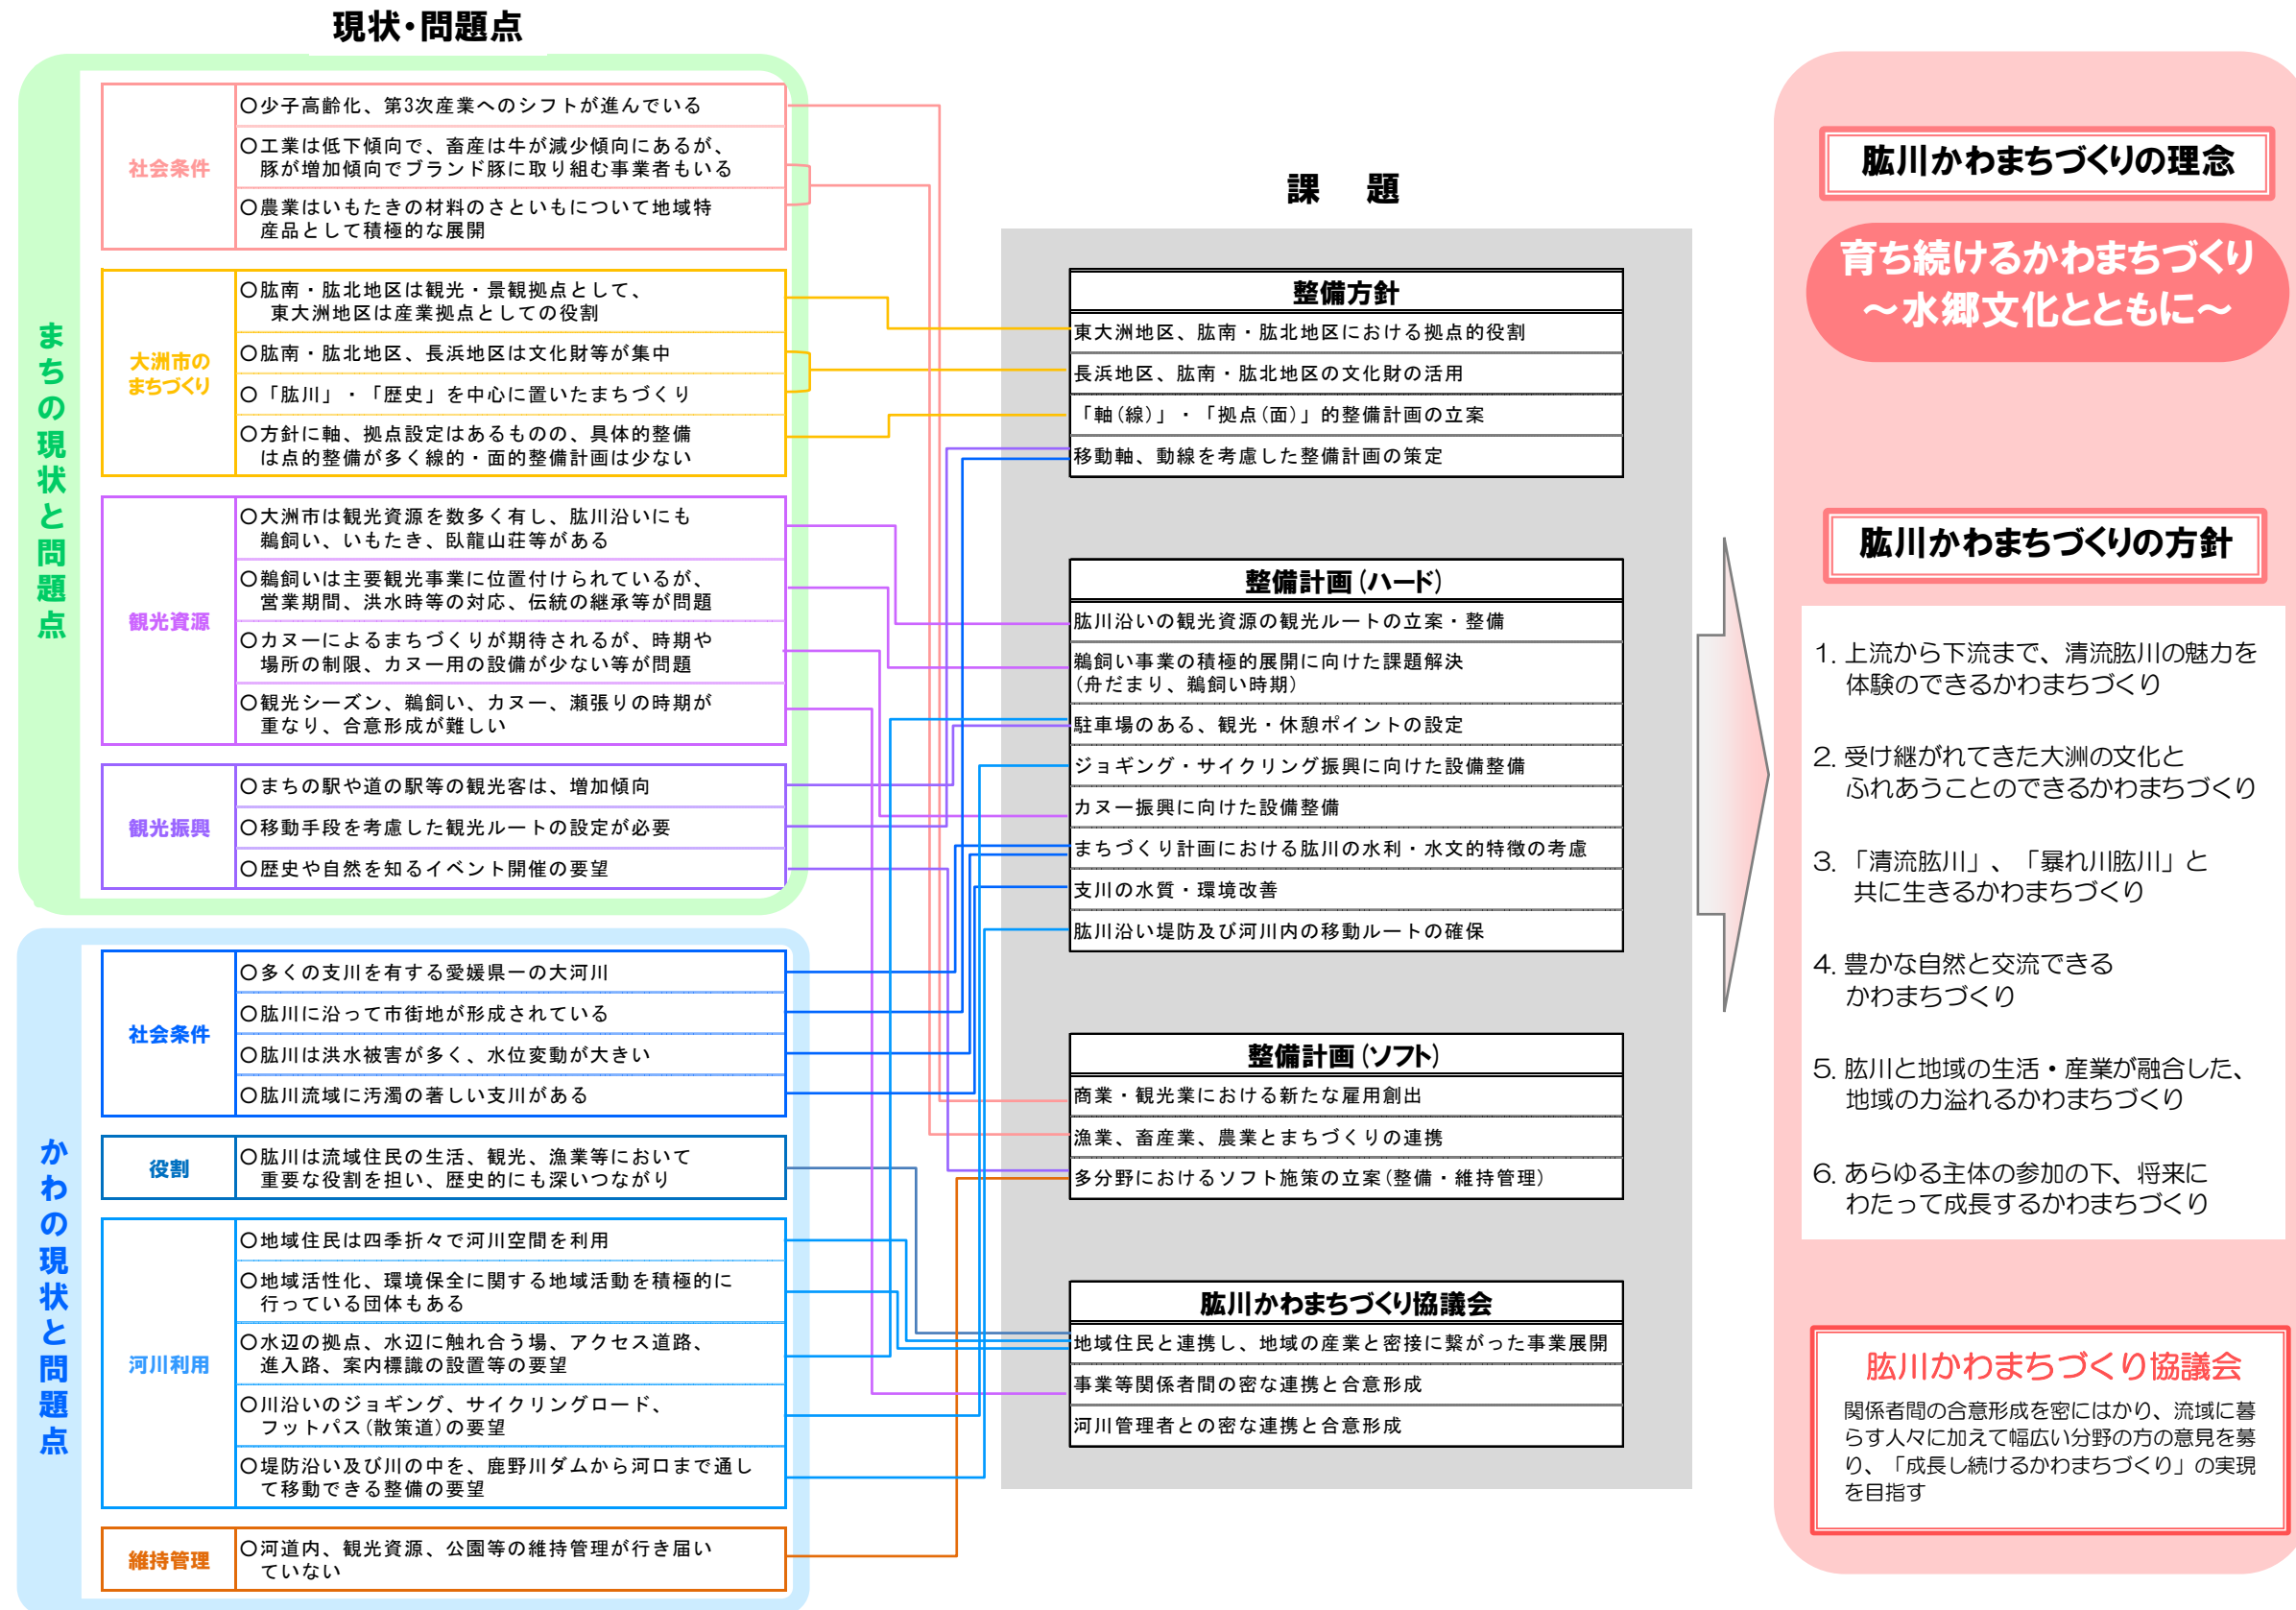 現状・問題点
まちの現状と問題点
社会条件
〇少子高齢化、第3次産業へのシフトが進んでいる
〇工業は低下傾向で、畜産は牛が減少傾向にあるが、
豚が増加傾向でブランド豚に取り組む事業者もいる
〇農業はいもたきの材料のさといもについて地域特
産品として積極的な展開
大洲市の
まちづくり
〇肱南・肱北地区は観光・景観拠点として、
東大洲地区は産業拠点としての役割
〇肱南・肱北地区、長浜地区は文化財等が集中
〇「肱川」・「歴史」を中心に置いたまちづくり
〇方針に軸、拠点設定はあるものの、具体的整備
は点的整備が多く線的・面的整備計画は少ない
観光資源
〇大洲市は観光資源を数多く有し、肱川沿いにも
鵜飼い、いもたき、臥龍山荘等がある
〇鵜飼いは主要観光事業に位置付けられているが、
営業期間、洪水時等の対応、伝統の継承等が問題
〇カヌーによるまちづくりが期待されるが、時期や
場所の制限、カヌー用の設備が少ない等が問題
〇観光シーズン、鵜飼い、カヌー、瀬張りの時期が
重なり、合意形成が難しい
観光振興
〇まちの駅や道の駅等の観光客は、増加傾向
〇移動手段を考慮した観光ルートの設定が必要
〇歴史や自然を知るイベント開催の要望
かわの現状と問題点
社会条件
〇多くの支川を有する愛媛県一の大河川
〇肱川に沿って市街地が形成されている
〇肱川は洪水被害が多く、水位変動が大きい
〇肱川流域に汚濁の著しい支川がある
役割
〇肱川は流域住民の生活、観光、漁業等において
重要な役割を担い、歴史的にも深いつながり
河川利用
〇地域住民は四季折々で河川空間を利用
〇地域活性化、環境保全に関する地域活動を積極的に
行っている団体もある
〇水辺の拠点、水辺に触れ合う場、アクセス道路、
進入路、案内標識の設置等の要望
〇川沿いのジョギング、サイクリングロード、
フットパス(散策道)の要望
〇堤防沿い及び川の中を、鹿野川ダムから河口まで通し
て移動できる整備の要望
維持管理
〇河道内、観光資源、公園等の維持管理が行き届い
ていない
課　題
整備方針
東大洲地区、肱南・肱北地区における拠点的役割
長浜地区、肱南・肱北地区の文化財の活用
「軸(線)」・「拠点(面)」的整備計画の立案
移動軸、動線を考慮した整備計画の策定
整備計画(ハード)
肱川沿いの観光資源の観光ルートの立案・整備
鵜飼い事業の積極的展開に向けた課題解決
(舟だまり、鵜飼い時期)
駐車場のある、観光・休憩ポイントの設定
ジョギング・サイクリング振興に向けた設備整備
カヌー振興に向けた設備整備
まちづくり計画における肱川の水利・水文的特徴の考慮
支川の水質・環境改善
肱川沿い堤防及び河川内の移動ルートの確保
整備計画(ソフト)
商業・観光業における新たな雇用創出
漁業、畜産業、農業とまちづくりの連携
多分野におけるソフト施策の立案(整備・維持管理)
肱川かわまちづくり協議会
地域住民と連携し、地域の産業と密接に繋がった事業展開
事業等関係者間の密な連携と合意形成
河川管理者との密な連携と合意形成
肱川かわまちづくりの理念
育ち続けるかわまちづくり
～水郷文化とともに～
肱川かわまちづくりの方針
1. 上流から下流まで、清流肱川の魅力を
体験のできるかわまちづくり
2. 受け継がれてきた大洲の文化と
ふれあうことのできるかわまちづくり
3. 「清流肱川」、「暴れ川肱川」と
共に生きるかわまちづくり
4. 豊かな自然と交流できる
かわまちづくり
5. 肱川と地域の生活・産業が融合した、
地域の力溢れるかわまちづくり
6. あらゆる主体の参加の下、将来に
わたって成長するかわまちづくり
肱川かわまちづくり協議会
関係者間の合意形成を密にはかり、流域に暮
らす人々に加えて幅広い分野の方の意見を募
り、「成長し続けるかわまちづくり」の実現
を目指す